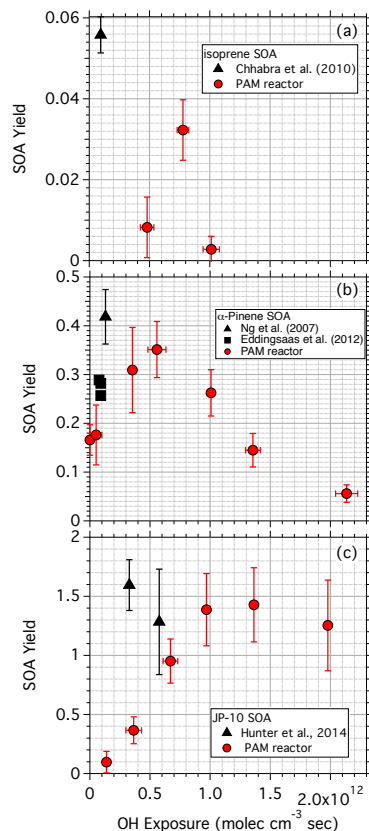 (a)
isoprene SOA
Chhabra et al. (2010)
PAM reactor
0.06
0.04
0.02
0
SOA Yield
(b)
α-Pinene SOA
Ng et al. (2007)
Eddingsaas et al. (2012)
PAM reactor
0.5
0.4
0.3
0.2
0.1
0
SOA Yield
(c)
JP-10 SOA
Hunter et al., 2014
PAM reactor
2
1.5
1
0.5
0
SOA Yield
0 0.5 1.0 1.5 2.0x10¹²
OH Exposure (molec cm⁻³ sec)